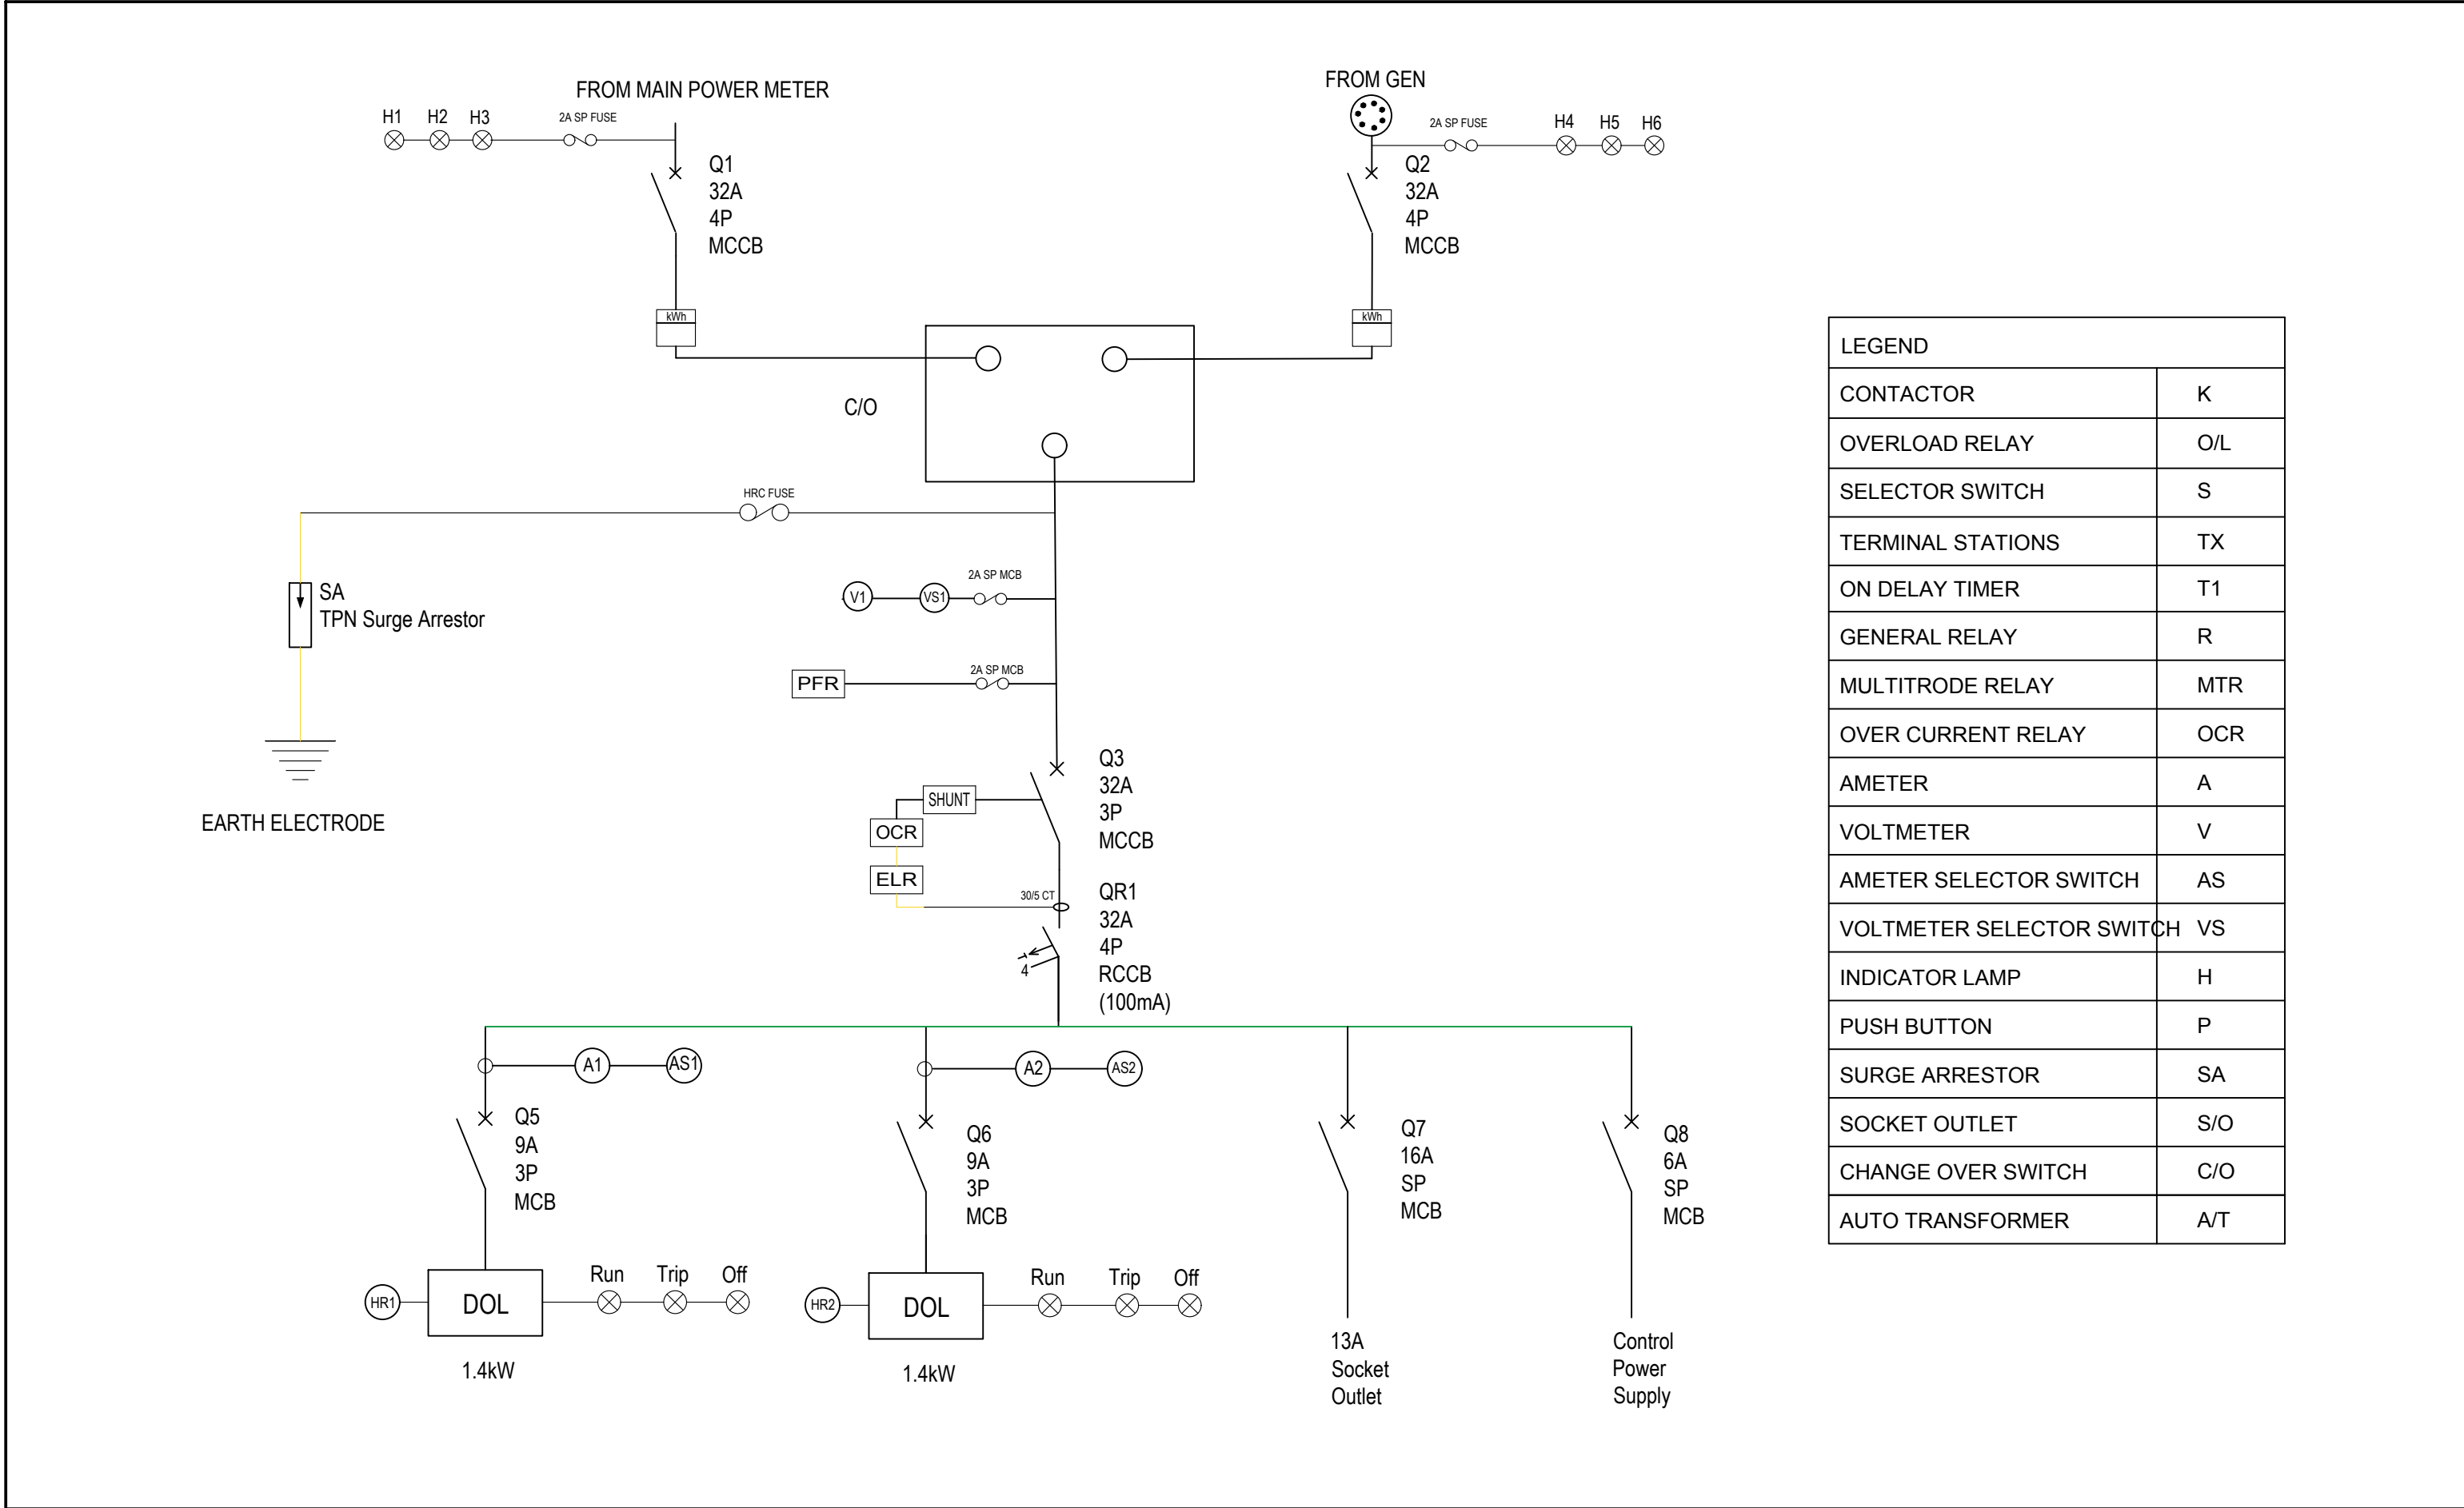 FROM MAIN POWER METER
FROM GEN
H1 H2 H3
2A SP FUSE
2A SP FUSE
H4 H5 H6
Q1
32A
4P
MCCB
Q2
32A
4P
MCCB
kWh
kWh
C/O
HRC FUSE
SA
TPN Surge Arrestor
EARTH ELECTRODE
2A SP MCB
V1
VS1
2A SP MCB
PFR
Q3
32A
3P
MCCB
SHUNT
OCR
ELR
30/5 CT
QR1
32A
4P
RCCB
(100mA)
4
A1
AS1
A2
AS2
Q5
9A
3P
MCB
Q6
9A
3P
MCB
Q7
16A
SP
MCB
Q8
6A
SP
MCB
HR1
DOL
Run Trip Off
1.4kW
HR2
DOL
Run Trip Off
1.4kW
13A
Socket
Outlet
Control
Power
Supply
LEGEND
CONTACTOR K
OVERLOAD RELAY O/L
SELECTOR SWITCH S
TERMINAL STATIONS TX
ON DELAY TIMER T1
GENERAL RELAY R
MULTITRODE RELAY MTR
OVER CURRENT RELAY OCR
AMETER A
VOLTMETER V
AMETER SELECTOR SWITCH AS
VOLTMETER SELECTOR SWITCH VS
INDICATOR LAMP H
PUSH BUTTON P
SURGE ARRESTOR SA
SOCKET OUTLET S/O
CHANGE OVER SWITCH C/O
AUTO TRANSFORMER A/T